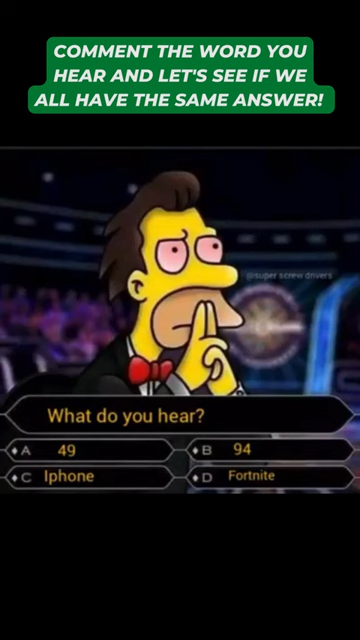 COMMENT THE WORD YOU
HEAR AND LET'S SEE IF WE
ALL HAVE THE SAME ANSWER!
@super screw drivers
What do you hear?
A 49
B 94
C Iphone
D Fortnite